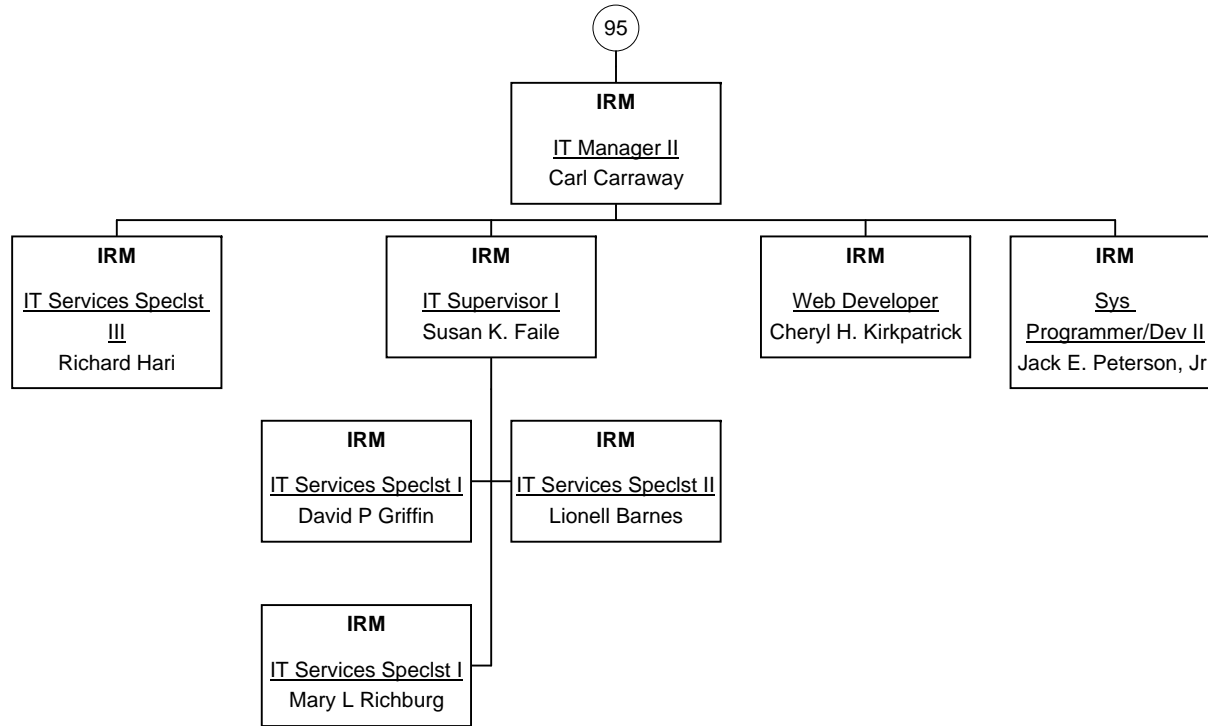 95
IRM
IT Manager II
Carl Carraway
IRM
IT Services Speclst
III
Richard Hari
IRM
IT Supervisor I
Susan K. Faile
IRM
Web Developer
Cheryl H. Kirkpatrick
IRM
Sys
Programmer/Dev II
Jack E. Peterson, Jr
IRM
IT Services Speclst I
David P Griffin
IRM
IT Services Speclst II
Lionell Barnes
IRM
IT Services Speclst I
Mary L Richburg